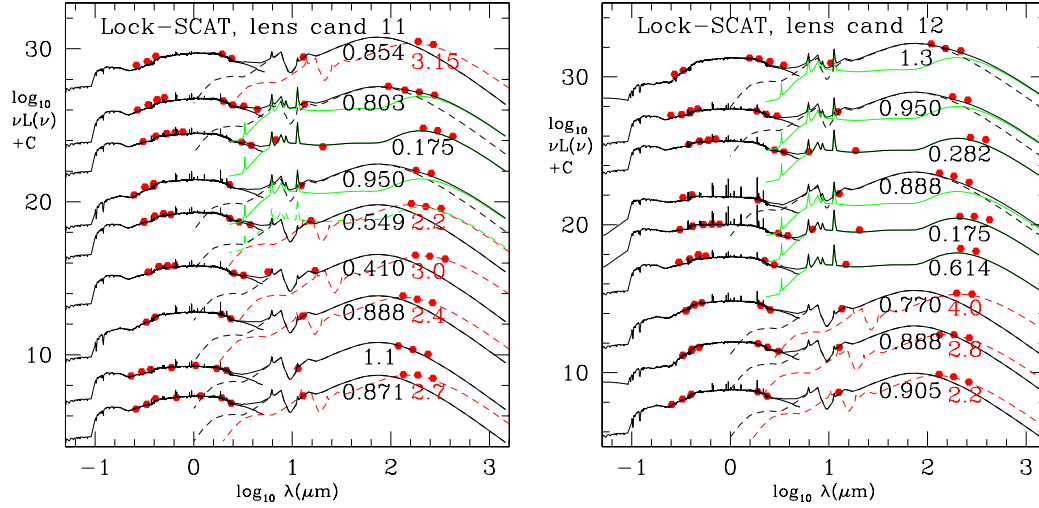 Lock-SCAT, lens cand 11
30
20
10
log₁₀
νL(ν)
+C
0.854
3.15
0.803
0.175
0.950
0.549
2.2
0.410
3.0
0.888
2.4
1.1
0.871
2.7
−1 0 1 2 3
log₁₀ λ(μm)
Lock-SCAT, lens cand 12
30
20
10
log₁₀
νL(ν)
+C
1.3
0.950
0.282
0.888
0.175
0.614
0.770
4.0
0.888
2.8
0.905
2.2
−1 0 1 2 3
log₁₀ λ(μm)